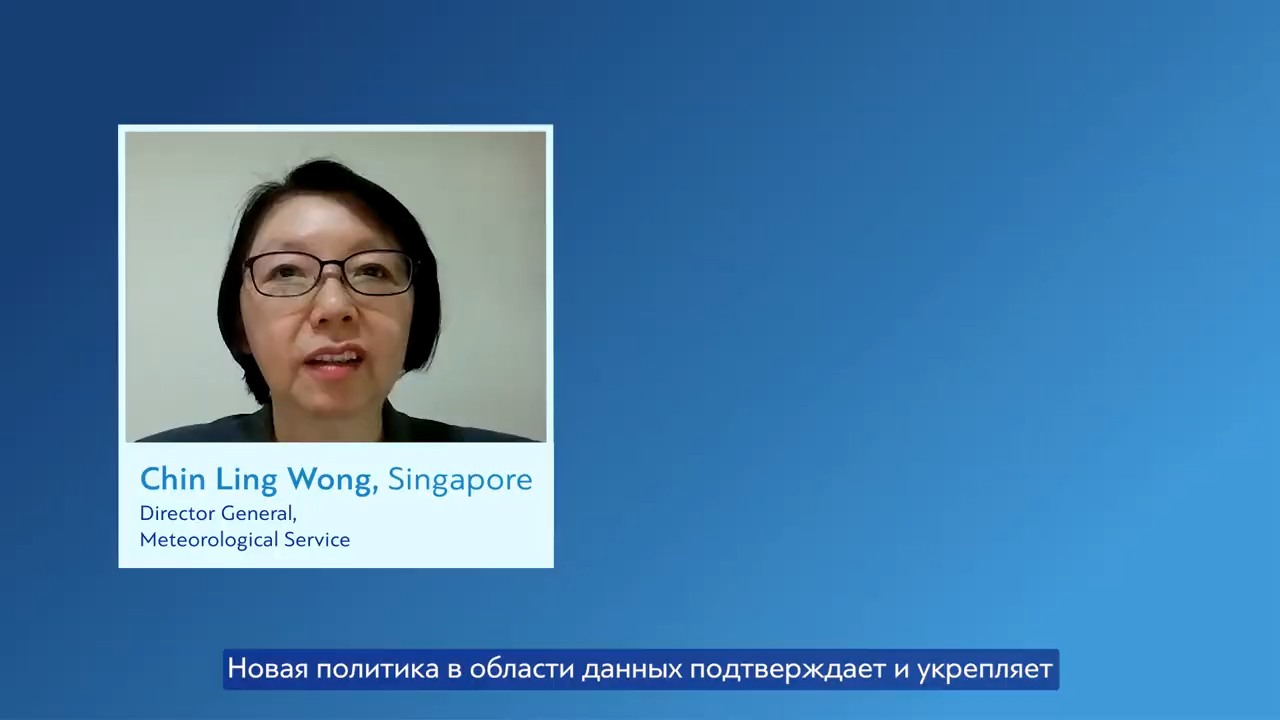 Chin Ling Wong, Singapore
Director General,
Meteorological Service
Новая политика в области данных подтверждает и укрепляет